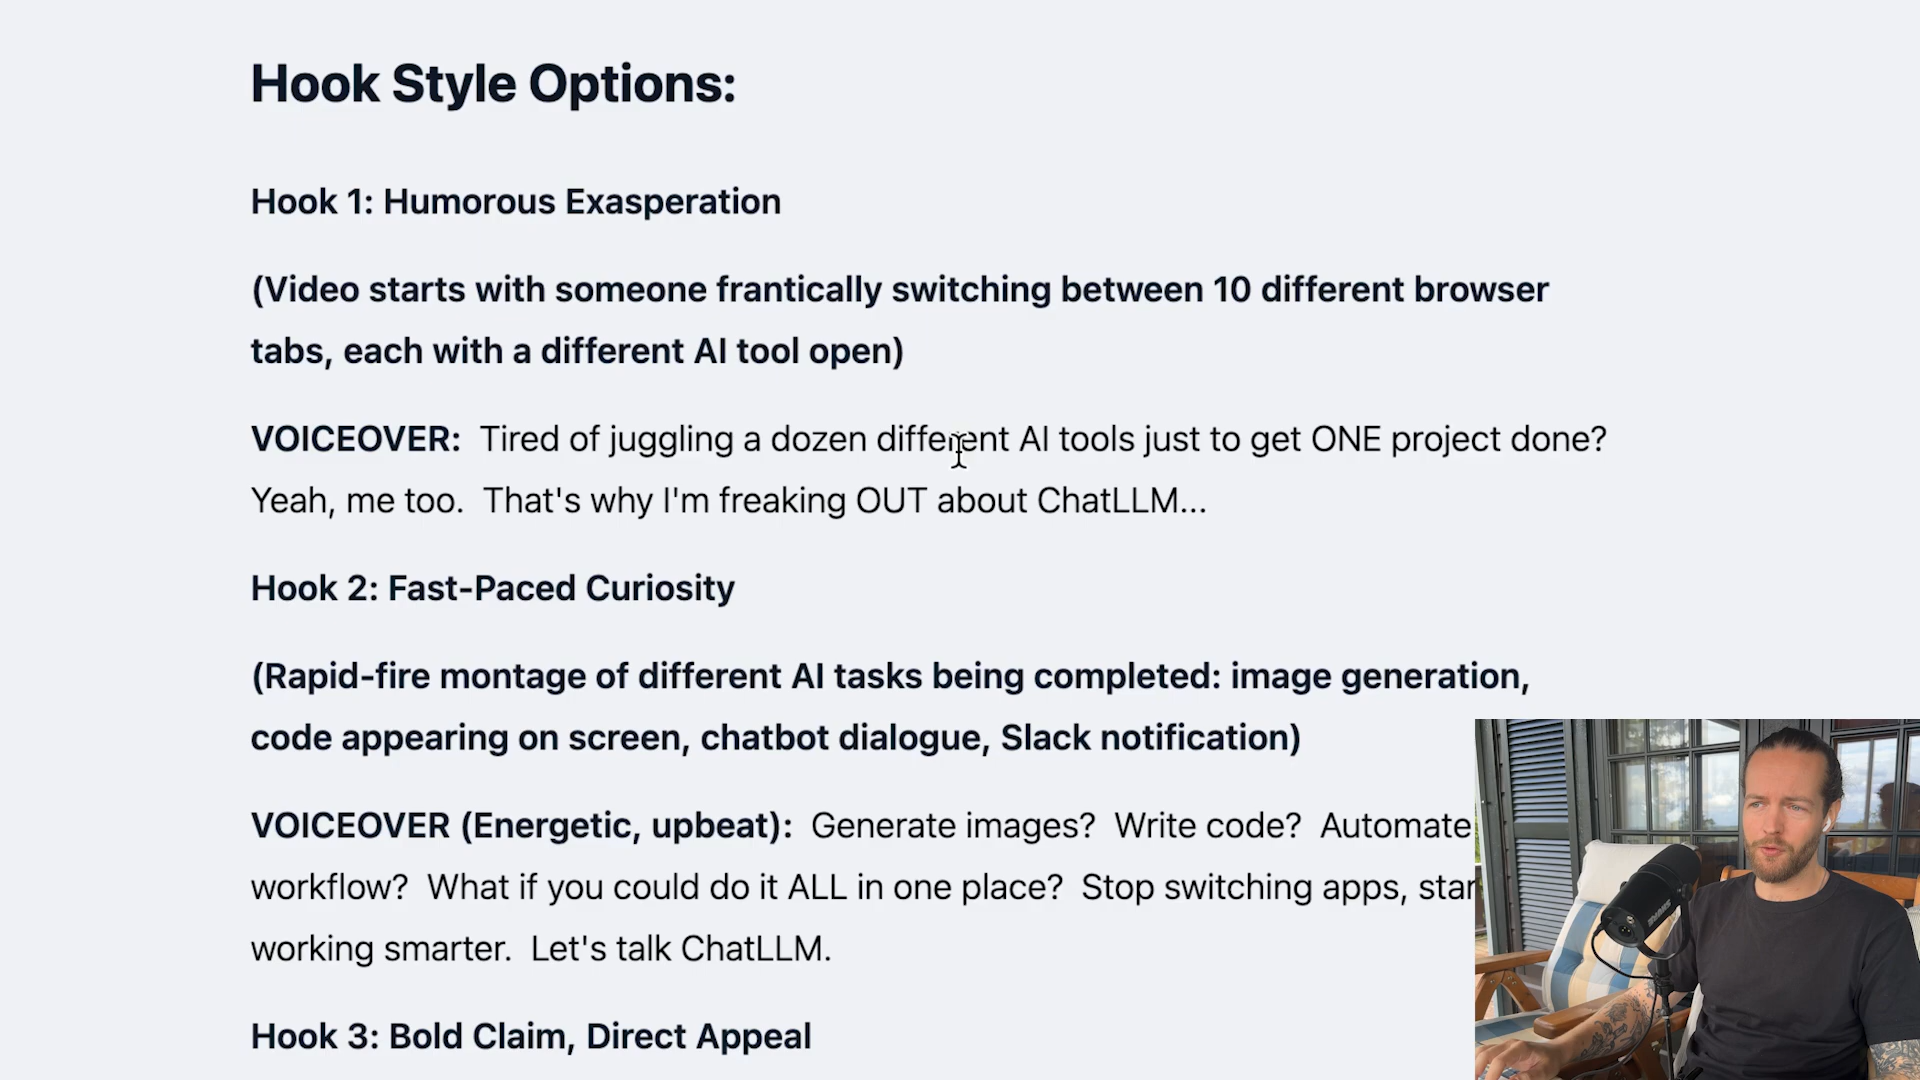 Hook Style Options:
Hook 1: Humorous Exasperation
(Video starts with someone frantically switching between 10 different browser
tabs, each with a different AI tool open)
VOICEOVER: Tired of juggling a dozen different AI tools just to get ONE project done?
Yeah, me too. That's why I'm freaking OUT about ChatLLM...
Hook 2: Fast-Paced Curiosity
(Rapid-fire montage of different AI tasks being completed: image generation,
code appearing on screen, chatbot dialogue, Slack notification)
VOICEOVER (Energetic, upbeat): Generate images? Write code? Automate
workflow? What if you could do it ALL in one place? Stop switching apps,
working smarter. Let's talk ChatLLM.
Hook 3: Bold Claim, Direct Appeal
SHURE